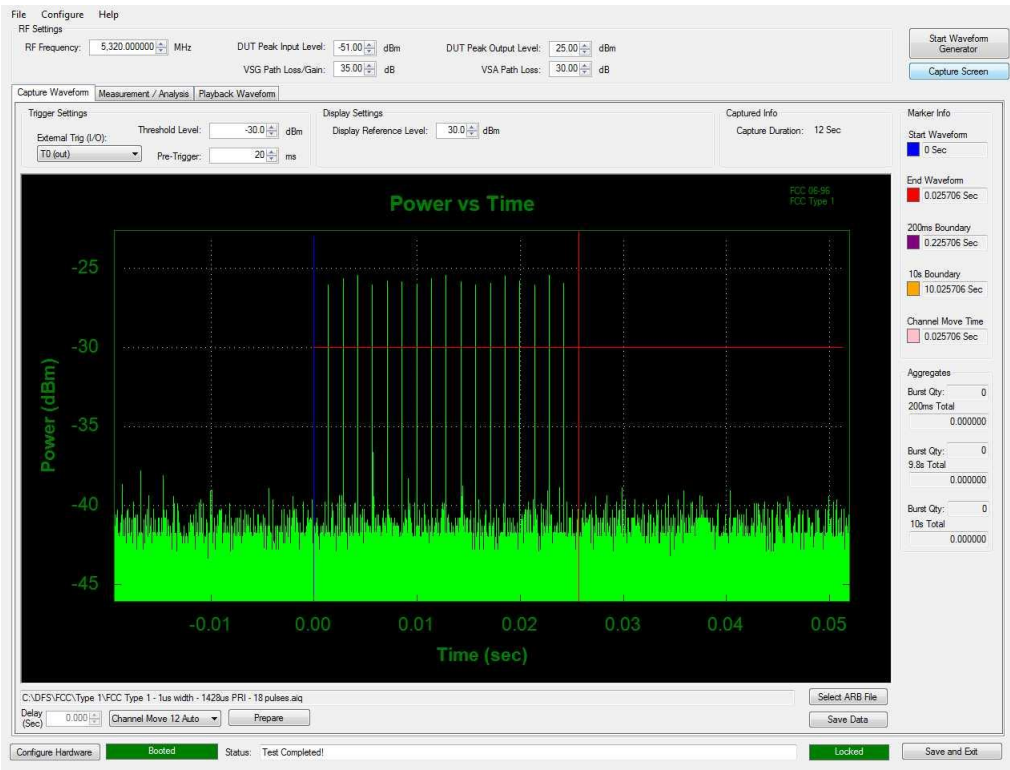 File Configure Help
RF Settings
RF Frequency: 5,320.000000 MHz DUT Peak Input Level: -51.00 dBm DUT Peak Output Level: 25.00 dBm
VSG Path Loss/Gain: 35.00 dB VSA Path Loss: 30.00 dB
Start Waveform
Generator
Capture Screen
Capture Waveform Measurement / Analysis Playback Waveform
Trigger Settings
External Trig (I/O):
T0 (out)
Threshold Level: -30.0 dBm
Pre-Trigger: 20 ms
Display Settings
Display Reference Level: 30.0 dBm
Captured Info
Capture Duration: 12 Sec
Marker Info
Start Waveform
0 Sec
End Waveform
0.025706 Sec
200ms Boundary
0.225706 Sec
10s Boundary
10.025706 Sec
Channel Move Time
0.025706 Sec
Aggregates
Burst Qty: 0
200ms Total
0.000000
Burst Qty: 0
9.8s Total
0.000000
Burst Qty: 0
10s Total
0.000000
Power vs Time
FCC 06-96
FCC Type 1
Power (dBm)
-25
-30
-35
-40
-45
-0.01 0.00 0.01 0.02 0.03 0.04 0.05
Time (sec)
C:\DFS\FCC\Type 1\FCC Type 1 - 1us width - 1428us PRI - 18 pulses.aiq
Select ARB File
Delay
(Sec) 0.000 Channel Move 12 Auto Prepare
Save Data
Configure Hardware Booted Status: Test Completed! Locked Save and Exit